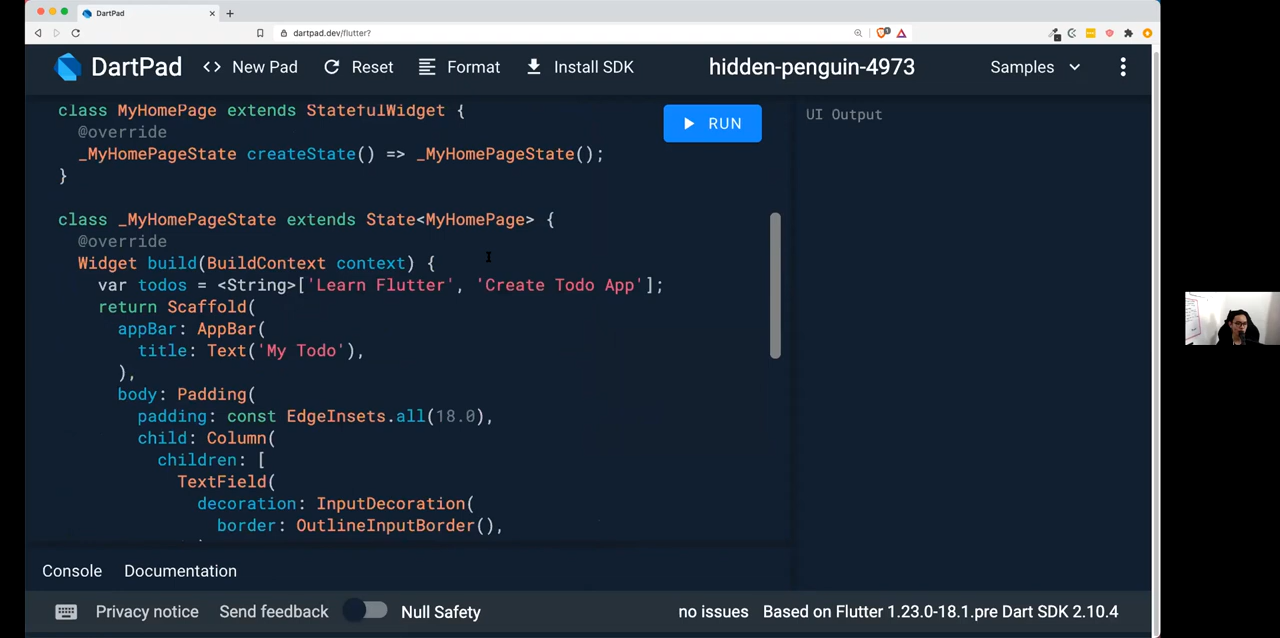 DartPad
dartpad.dev/flutter?
DartPad
New Pad
Reset
Format
Install SDK
hidden-penguin-4973
Samples
class MyHomePage extends StatefulWidget {
@override
_MyHomePageState createState() => _MyHomePageState();
}
class _MyHomePageState extends State<MyHomePage> {
@override
Widget build(BuildContext context) {
var todos = <String>['Learn Flutter', 'Create Todo App'];
return Scaffold(
appBar: AppBar(
title: Text('My Todo'),
),
body: Padding(
padding: const EdgeInsets.all(18.0),
child: Column(
children: [
TextField(
decoration: InputDecoration(
border: OutlineInputBorder(),
RUN
UI Output
Console
Documentation
Privacy notice
Send feedback
Null Safety
no issues
Based on Flutter 1.23.0-18.1.pre Dart SDK 2.10.4